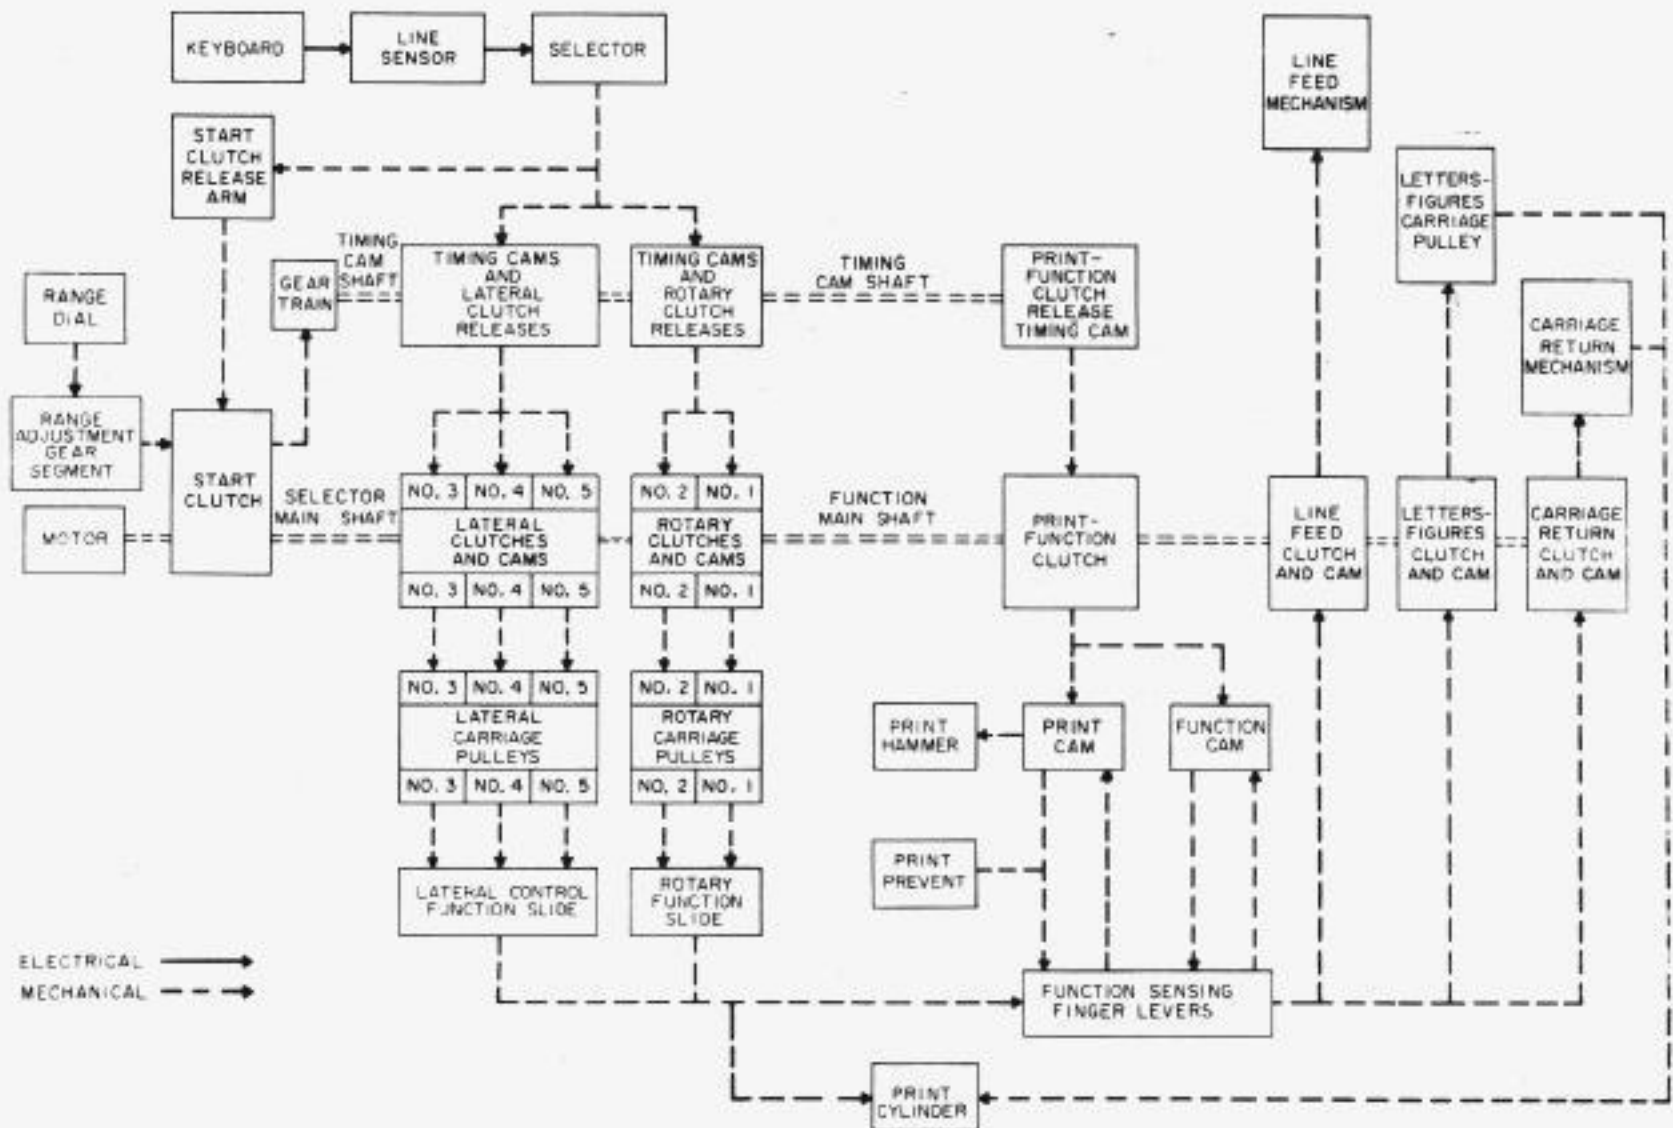 KEYBOARD
LINE
SENSOR
SELECTOR
LINE
FEED
MECHANISM
START
CLUTCH
RELEASE
ARM
LETTERS-
FIGURES
CARRIAGE
PULLEY
TIMING
CAM
SHAFT
GEAR
TRAIN
TIMING CAMS
AND
LATERAL
CLUTCH
RELEASES
TIMING CAMS
AND
ROTARY
CLUTCH
RELEASES
TIMING
CAM SHAFT
PRINT-
FUNCTION
CLUTCH
RELEASE
TIMING CAM
RANGE
DIAL
CARRIAGE
RETURN
MECHANISM
RANGE
ADJUSTMENT
GEAR
SEGMENT
START
CLUTCH
MOTOR
SELECTOR
MAIN SHAFT
NO. 3 NO. 4 NO. 5
LATERAL
CLUTCHES
AND CAMS
NO. 3 NO. 4 NO. 5
NO. 2 NO. 1
ROTARY
CLUTCHES
AND CAMS
NO. 2 NO. 1
FUNCTION
MAIN SHAFT
PRINT-
FUNCTION
CLUTCH
LINE
FEED
CLUTCH
AND CAM
LETTERS-
FIGURES
CLUTCH
AND CAM
CARRIAGE
RETURN
CLUTCH
AND CAM
NO. 3 NO. 4 NO. 5
LATERAL
CARRIAGE
PULLEYS
NO. 3 NO. 4 NO. 5
NO. 2 NO. 1
ROTARY
CARRIAGE
PULLEYS
NO. 2 NO. 1
PRINT
HAMMER
PRINT
CAM
FUNCTION
CAM
PRINT
PREVENT
LATERAL CONTROL
FUNCTION SLIDE
ROTARY
FUNCTION
SLIDE
ELECTRICAL
MECHANICAL
FUNCTION SENSING
FINGER LEVERS
PRINT
CYLINDER